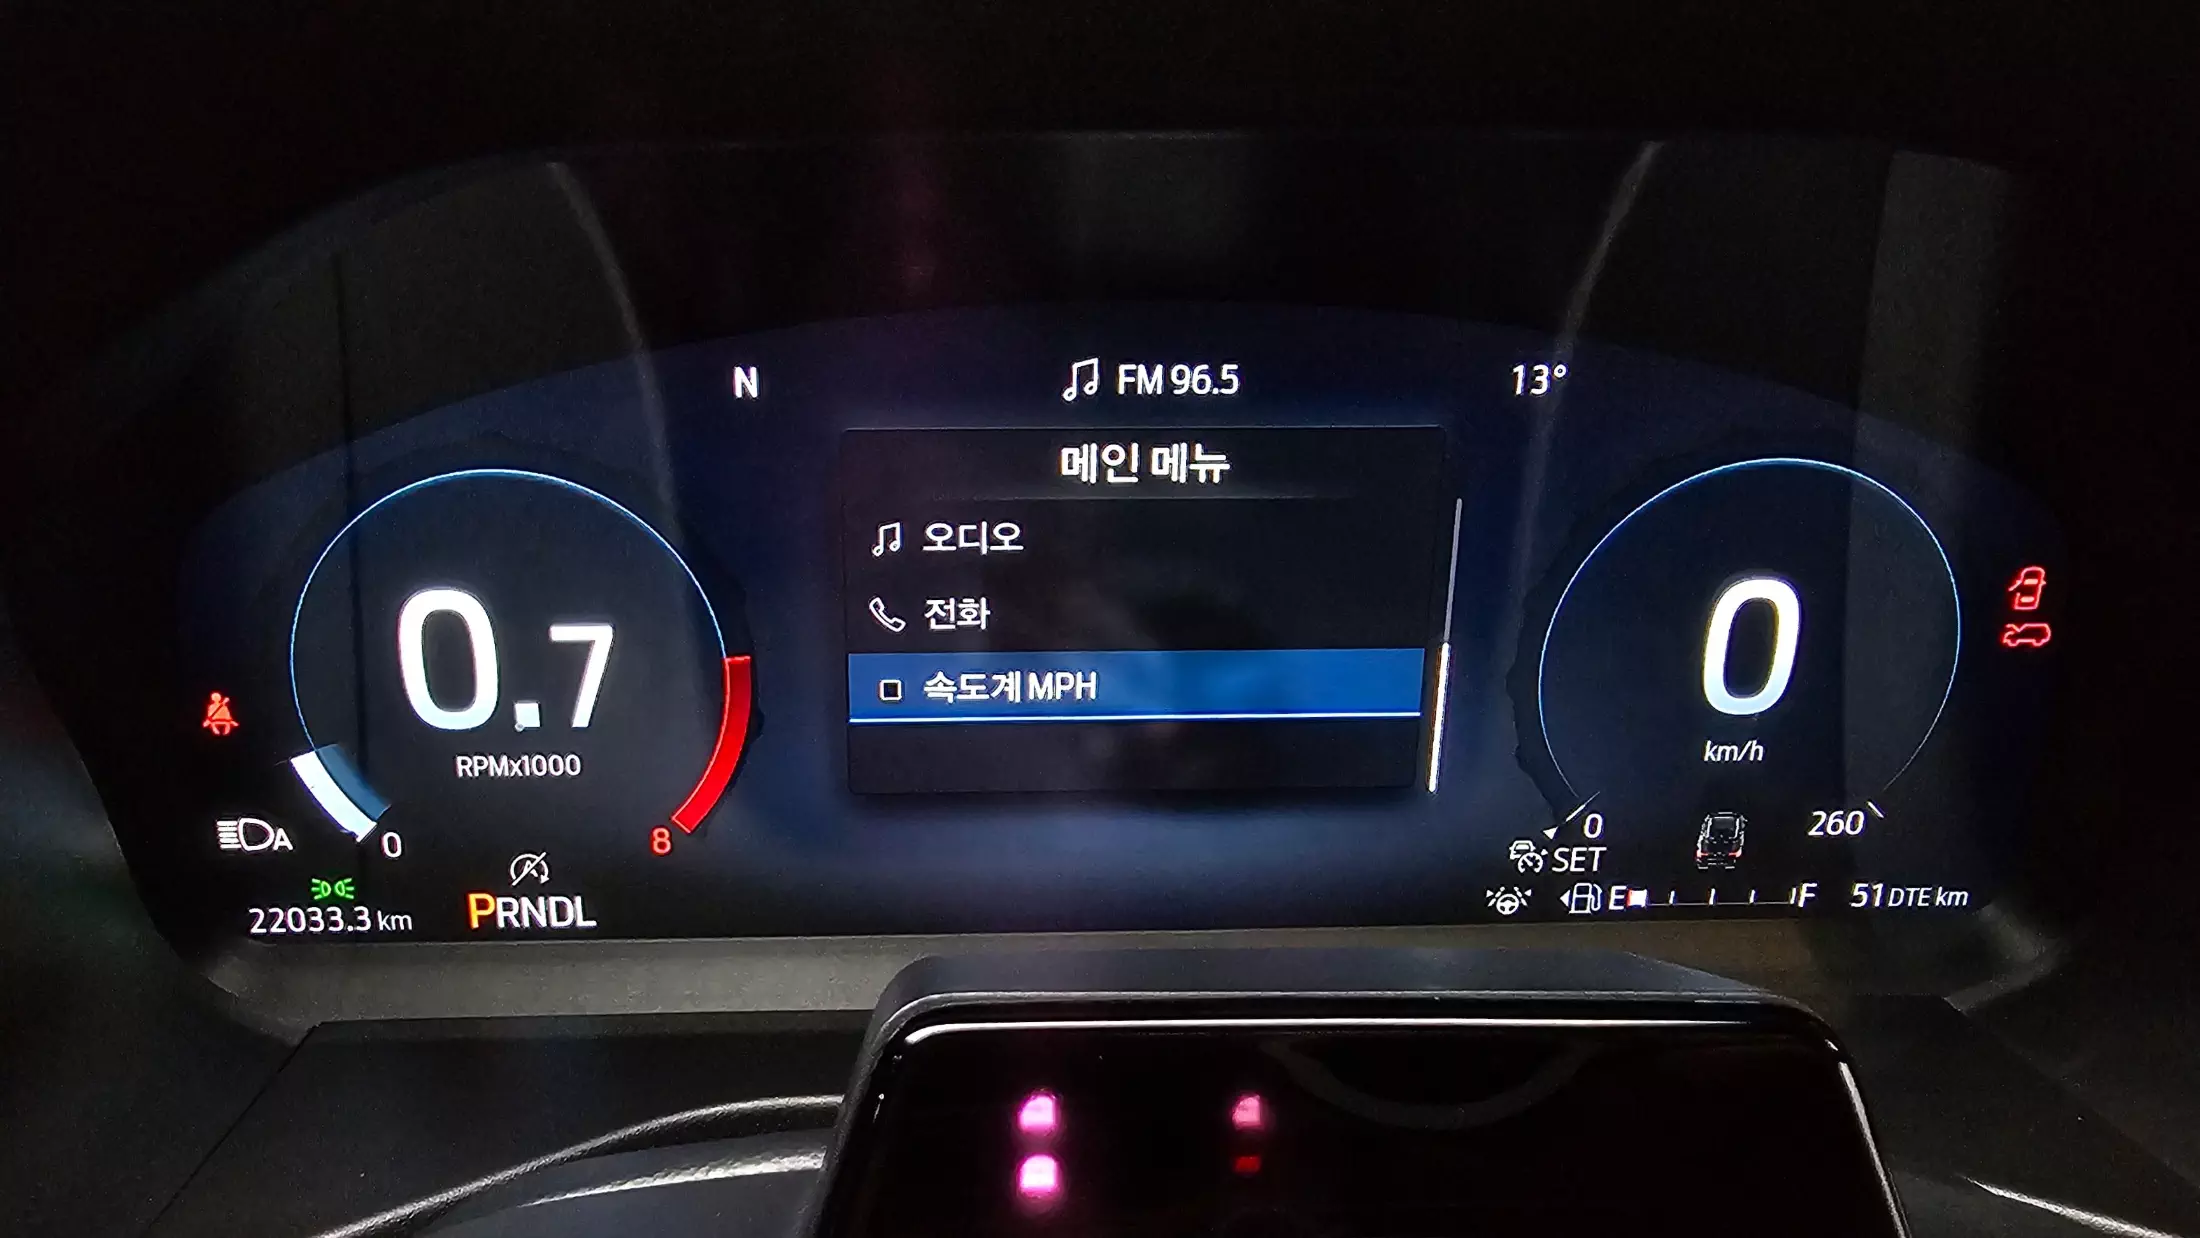 N
FM 96.5
13°
메인 메뉴
오디오
전화
속도계 MPH
0.7
RPMx1000
0
8
A
22033.3 km
PRNDL
0
km/h
0
260
SET
E F
51 DTE km